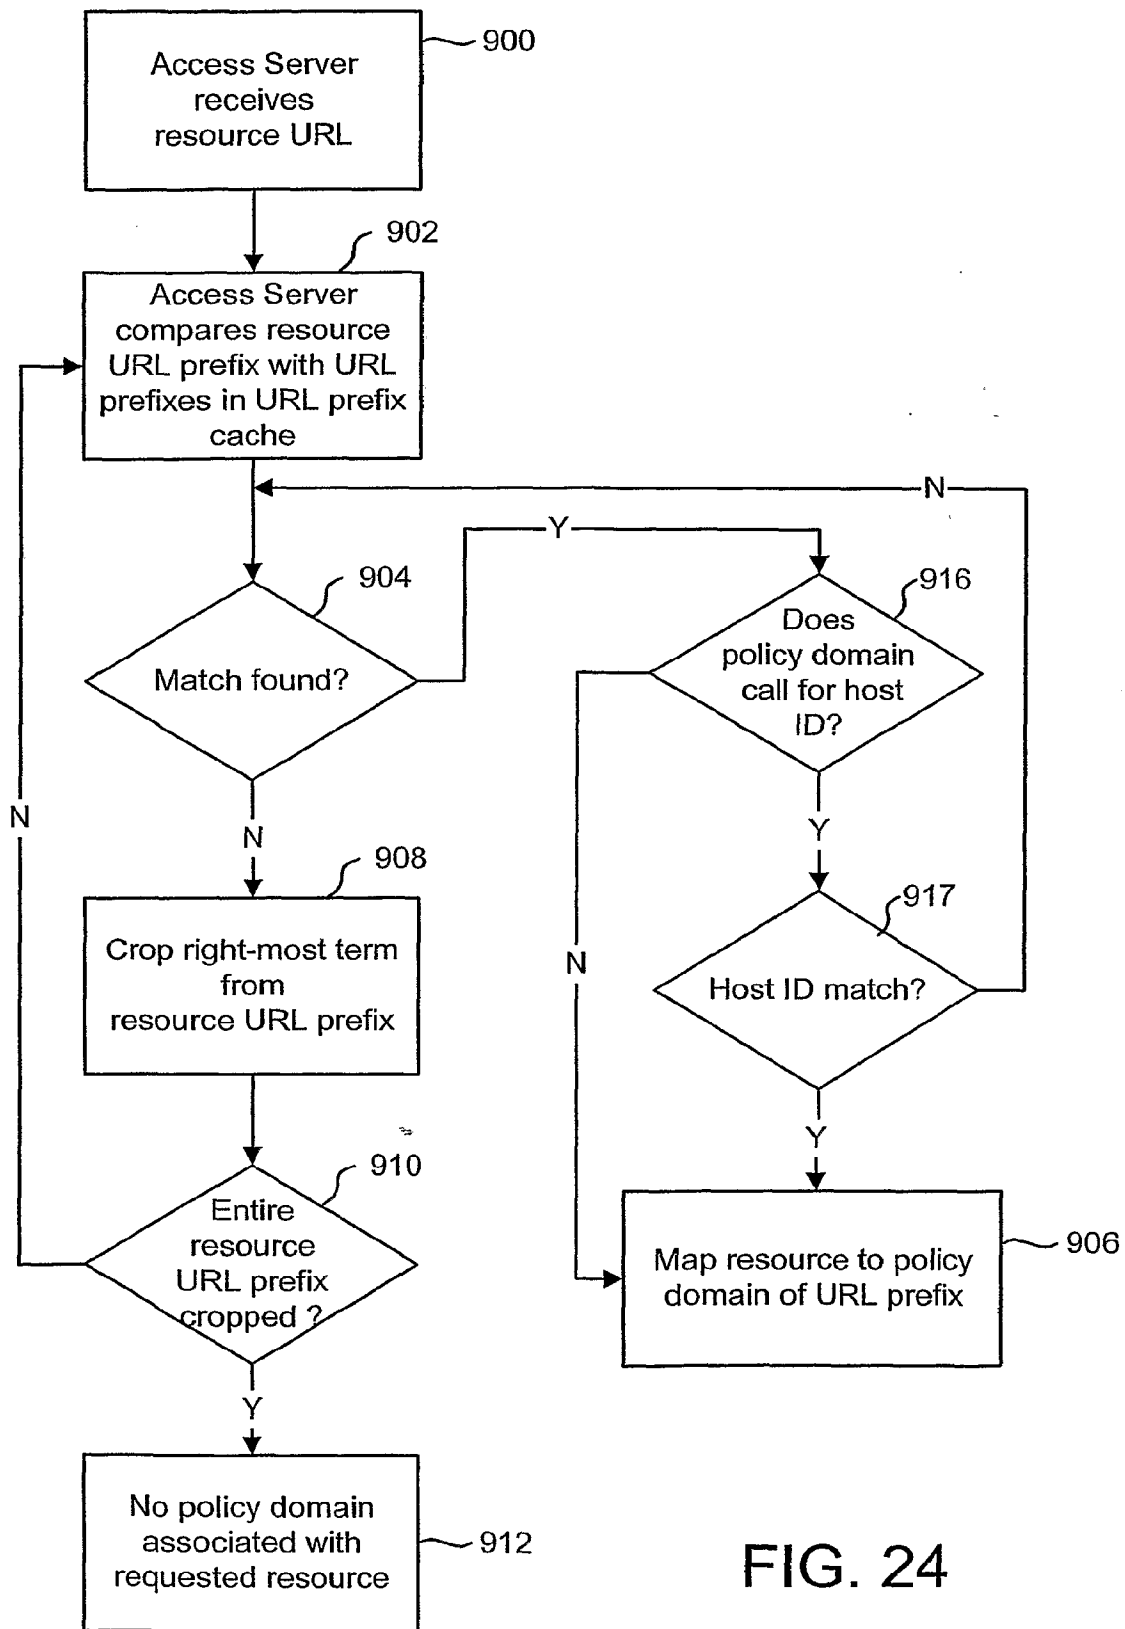 900
Access Server
receives
resource URL
902
Access Server
compares resource
URL prefix with URL
prefixes in URL prefix
cache
N
Y
904
Match found?
916
Does
policy domain
call for host
ID?
N
N
Y
908
Crop right-most term
from
resource URL prefix
917
Host ID match?
N
910
Entire
resource
URL prefix
cropped ?
Y
906
Map resource to policy
domain of URL prefix
Y
No policy domain
associated with
requested resource
912
FIG. 24